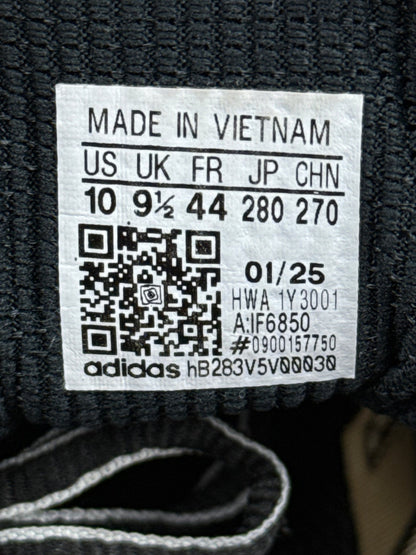 MADE IN VIETNAM
US UK FR JP CHN
10 9½ 44 280 270
01/25
HWA 1Y3001
A:IF6850
#0900157750
adidas hB283V5V00030